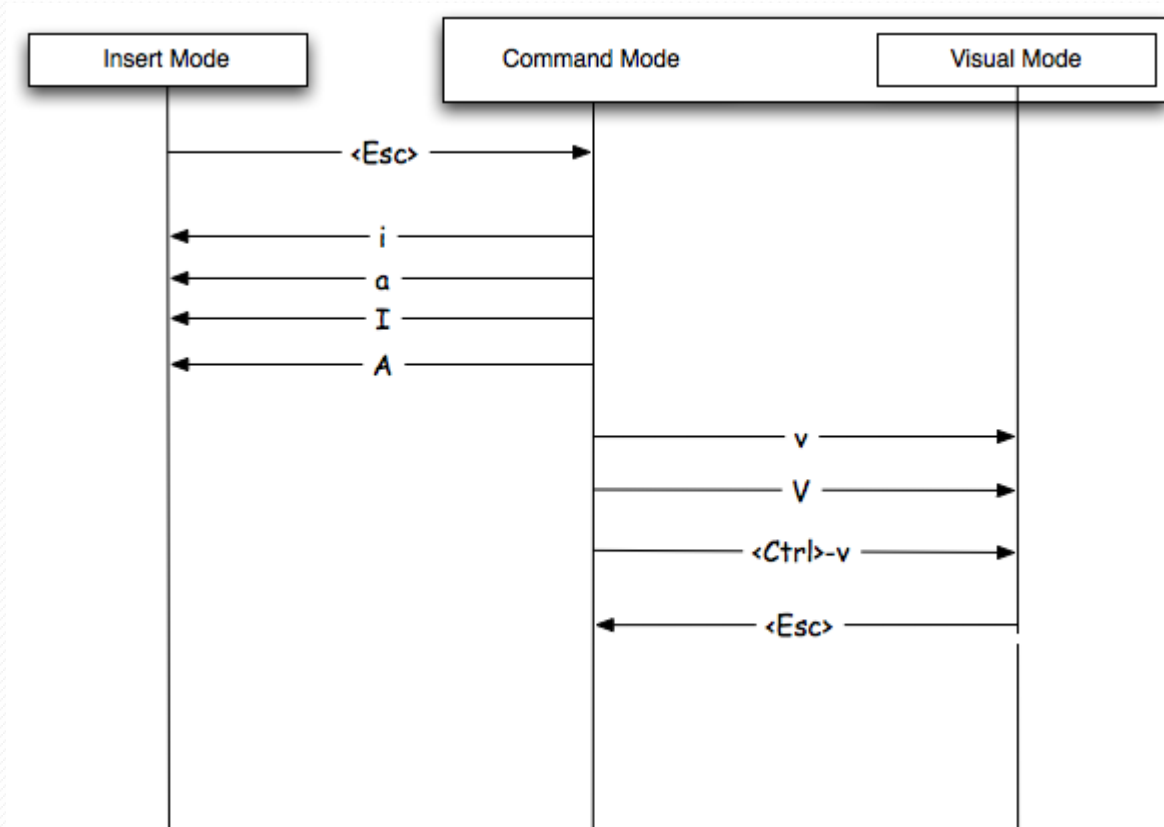 Insert Mode
Command Mode
Visual Mode
<Esc>
i
a
I
A
v
V
<Ctrl>-v
<Esc>